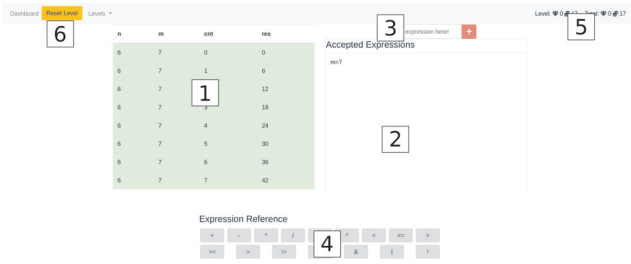 Dashboard Reset Level Levels Level: 0 17 Total: 0 17
6 3 5
n m cnt res expression here! +
Accepted Expressions
6 7 0 0
m=7
6 7 1 6
6 7 12
1
6 7 3 18
6 7 4 24
2
6 7 5 30
6 7 6 36
6 7 7 42
Expression Reference
+ - * / ^ < <= >
4
>= = != & | !